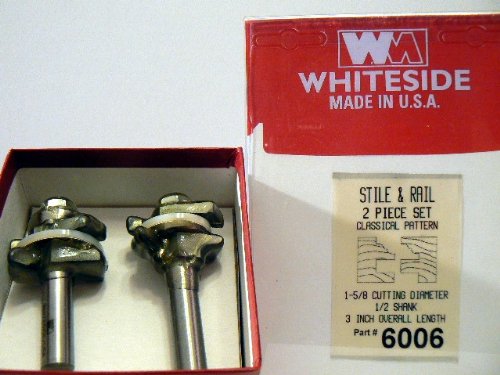 WM
WHITESIDE
MADE IN U.S.A.
STILE & RAIL
2 PIECE SET
CLASSICAL PATTERN
1-5/8 CUTTING DIAMETER
1/2 SHANK
3 INCH OVERALL LENGTH
Part # 6006